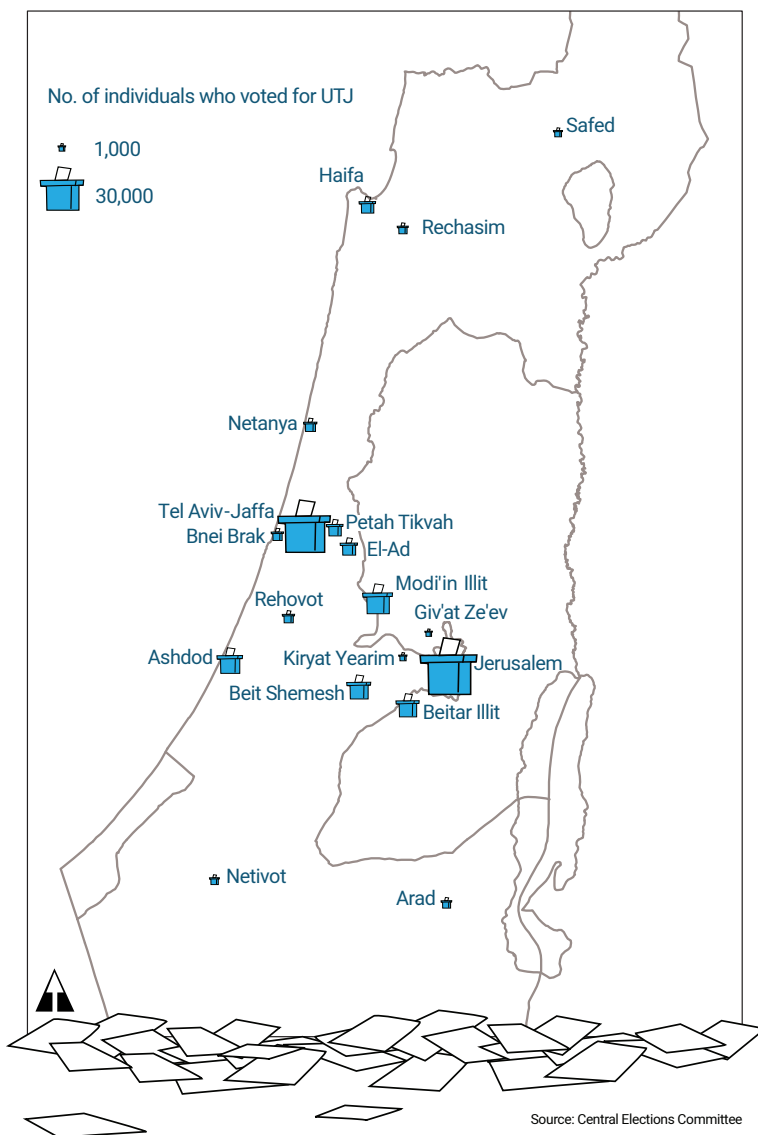 No. of individuals who voted for UTJ
1,000
30,000
Safed
Haifa
Rechasim
Netanya
Tel Aviv-Jaffa
Petah Tikvah
Bnei Brak
El-Ad
Modi'in Illit
Rehovot
Giv'at Ze'ev
Ashdod
Kiryat Yearim
Jerusalem
Beit Shemesh
Beitar Illit
Netivot
Arad
Source: Central Elections Committee